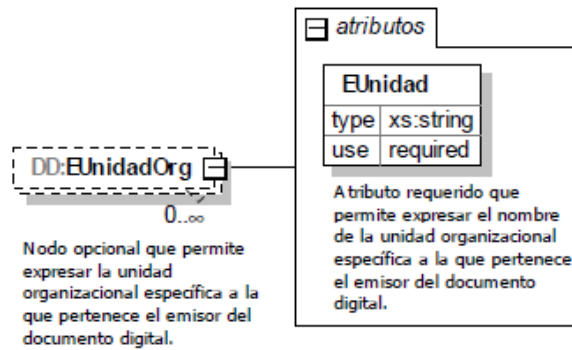 atributos
EUnidad
type xs:string
use required
Atributo requerido que
permite expresar el nombre
de la unidad organizacional
específica a la que pertenece
el emisor del documento
digital.
DD:EUnidadOrg
0..∞
Nodo opcional que permite
expresar la unidad
organizacional específica a la
que pertenece el emisor del
documento digital.